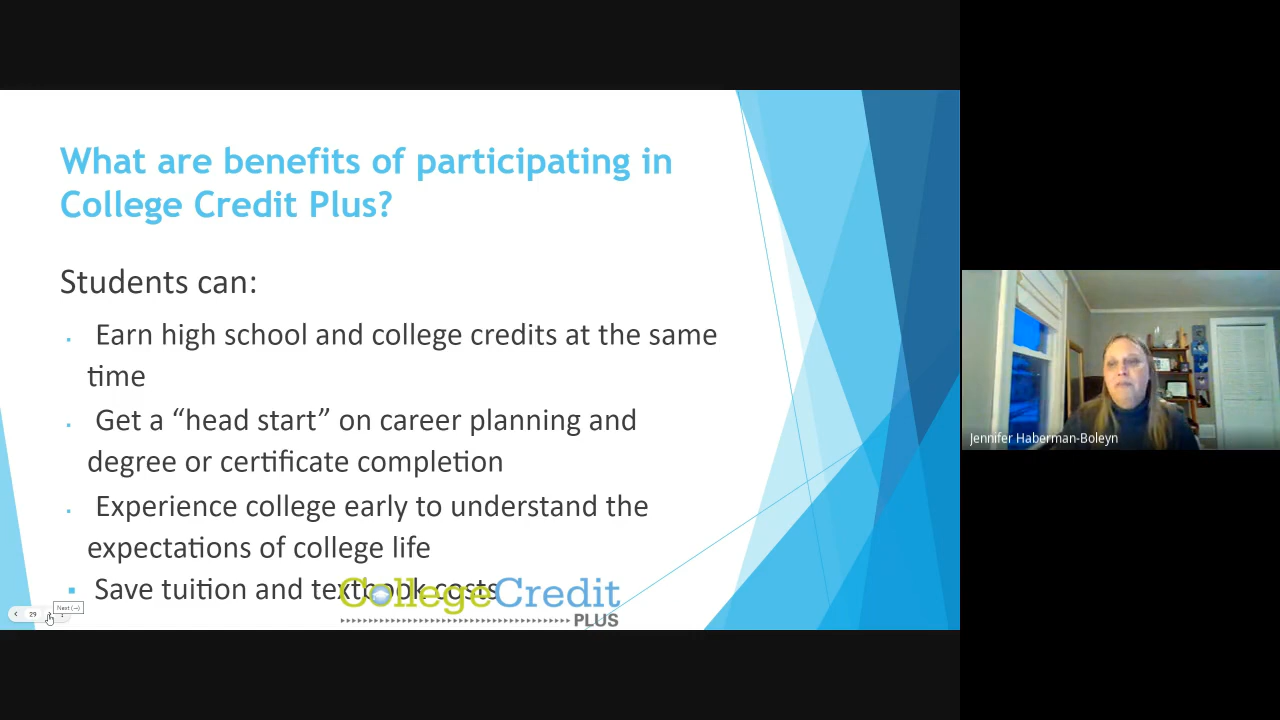 What are benefits of participating in
College Credit Plus?
Students can:
▪ Earn high school and college credits at the same
time
▪ Get a “head start” on career planning and
degree or certificate completion
▪ Experience college early to understand the
expectations of college life
▪ Save tuition and textbook costs
CollegeCredit
PLUS
Next (→)
29
Jennifer Haberman-Boleyn